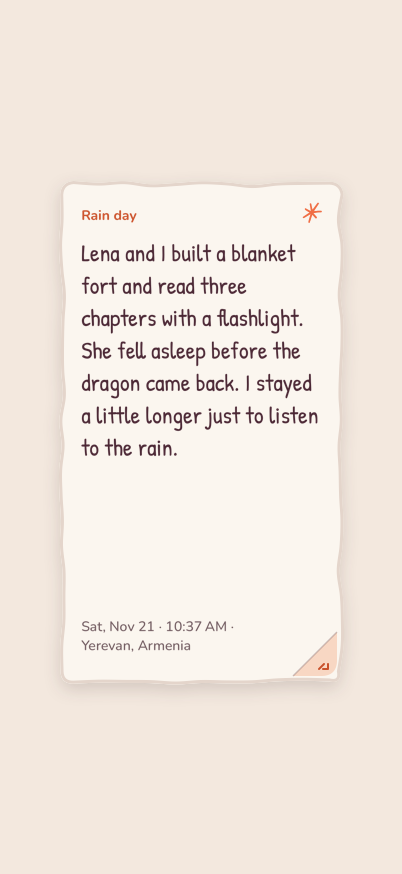 Rain day
Lena and I built a blanket
fort and read three
chapters with a flashlight.
She fell asleep before the
dragon came back. I stayed
a little longer just to listen
to the rain.
Sat, Nov 21 · 10:37 AM ·
Yerevan, Armenia